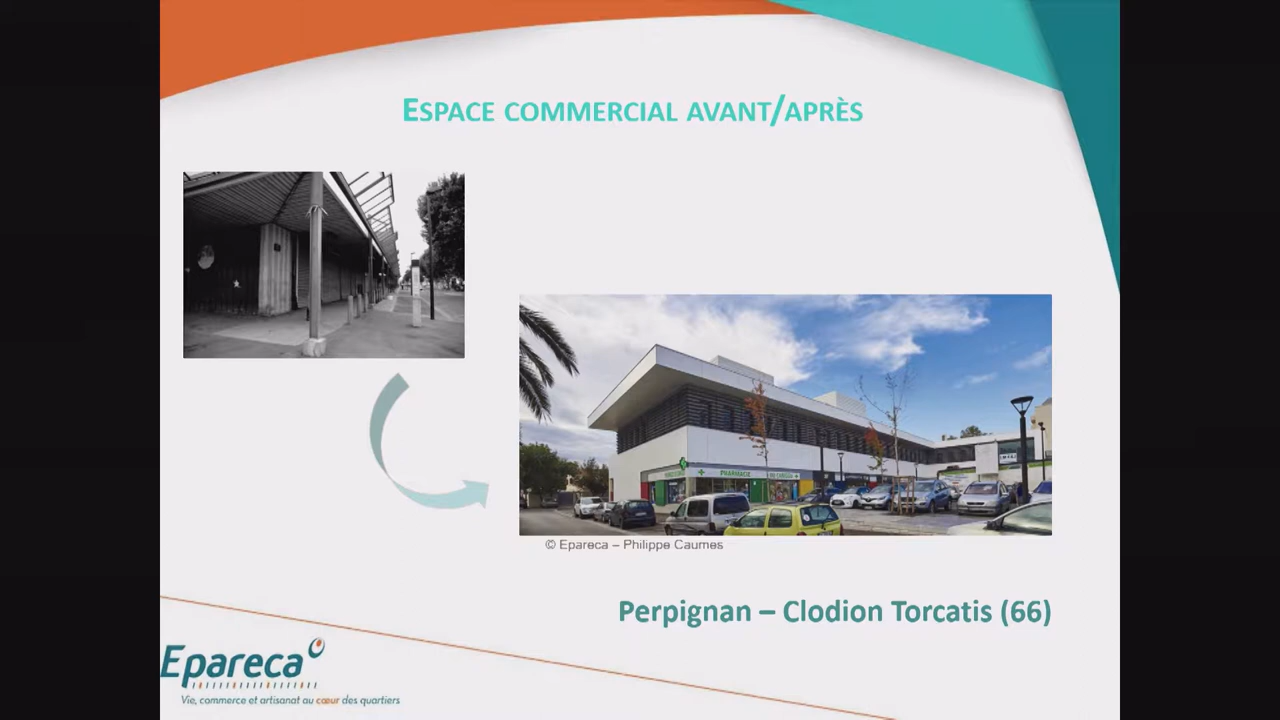 ESPACE COMMERCIAL AVANT/APRÈS
PHARMACIE
© Epareca – Philippe Caumes
Perpignan – Clodion Torcatis (66)
Epareca
Vie, commerce et artisanat au cœur des quartiers